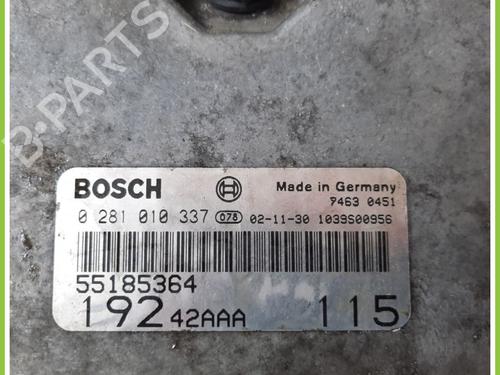 B-PARTS
BOSCH
Made in Germany
7463 0451
0 281 010 337 078 02-11-30 1039S00956
55185364
192 42AAA 115